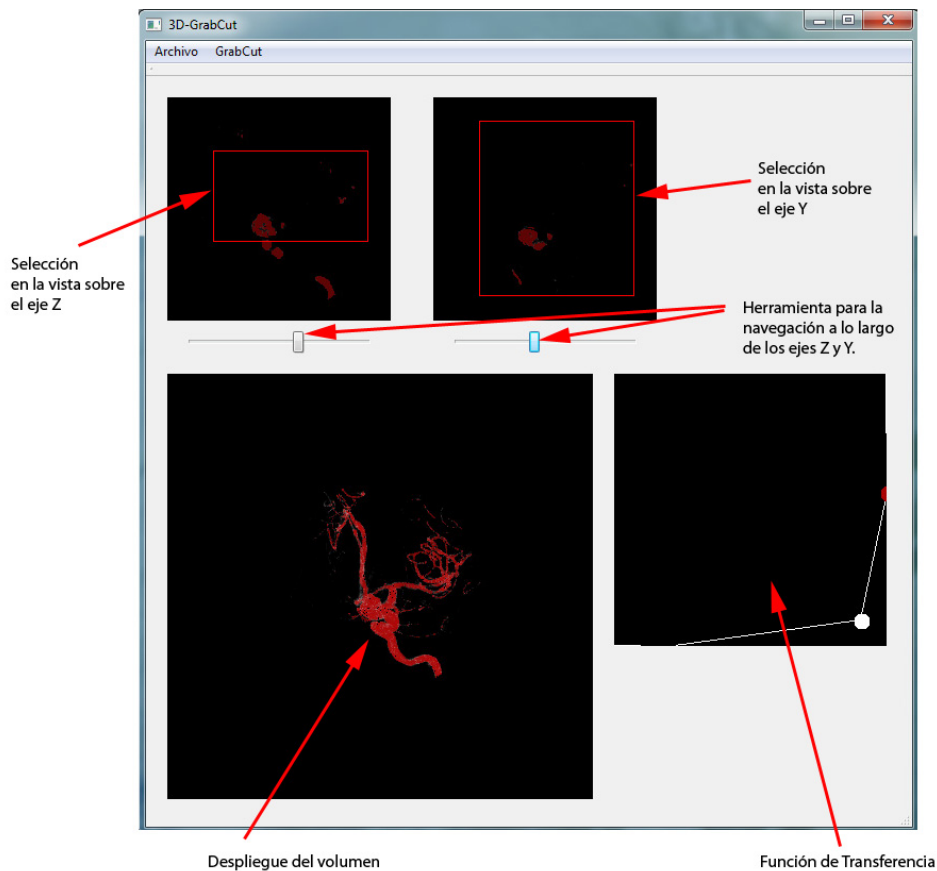 3D-GrabCut
Archivo GrabCut
Selección
en la vista sobre
el eje Y
Selección
en la vista sobre
el eje Z
Herramienta para la
navegación a lo largo
de los ejes Z y Y.
Despliegue del volumen
Función de Transferencia